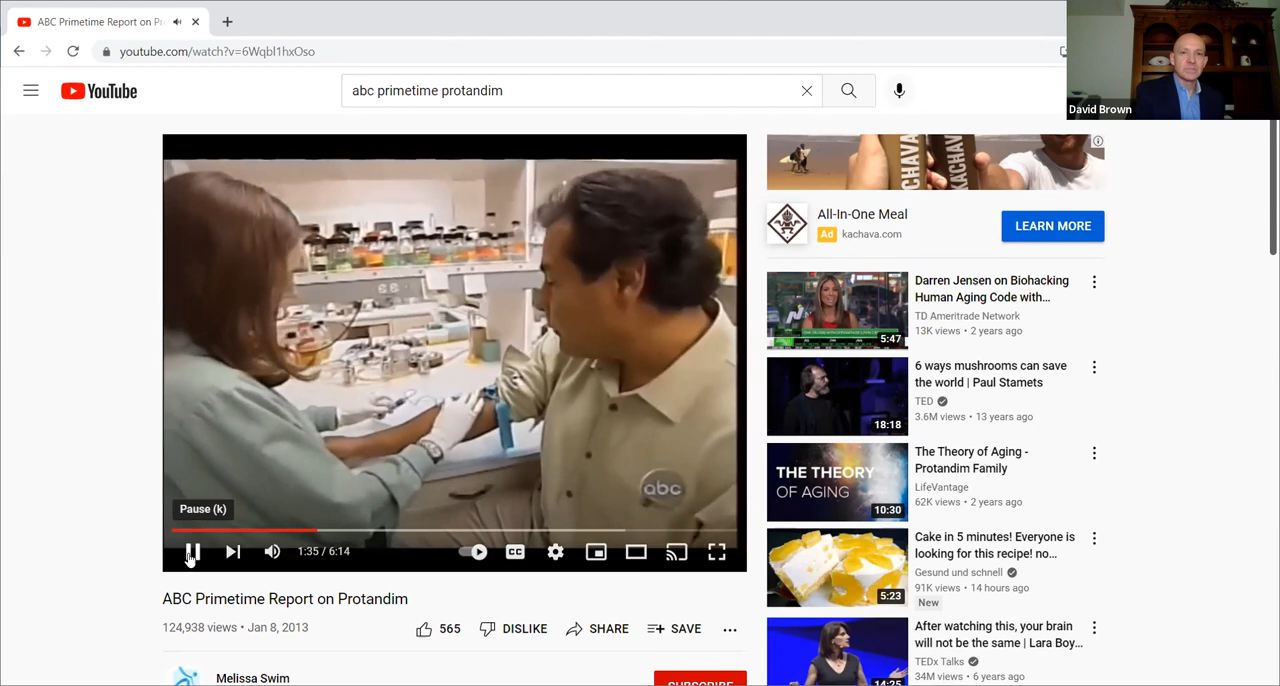 ABC Primetime Report on Pr
youtube.com/watch?v=6Wqbl1hxOso
YouTube
abc primetime protandim
David Brown
KACHAVA
KACHAVA
All-In-One Meal
Ad kachava.com
LEARN MORE
abc
Pause (k)
1:35 / 6:14
CC
ABC Primetime Report on Protandim
124,938 views • Jan 8, 2013
565
DISLIKE
SHARE
SAVE
Melissa Swim
SUBSCRIBE
5:47
Darren Jensen on Biohacking
Human Aging Code with...
TD Ameritrade Network
13K views • 2 years ago
18:18
6 ways mushrooms can save
the world | Paul Stamets
TED
3.6M views • 13 years ago
THE THEORY
OF AGING
10:30
The Theory of Aging -
Protandim Family
LifeVantage
62K views • 2 years ago
5:23
Cake in 5 minutes! Everyone is
looking for this recipe! no...
Gesund und schnell
91K views • 14 hours ago
New
14:25
After watching this, your brain
will not be the same | Lara Boy...
TEDx Talks
34M views • 6 years ago